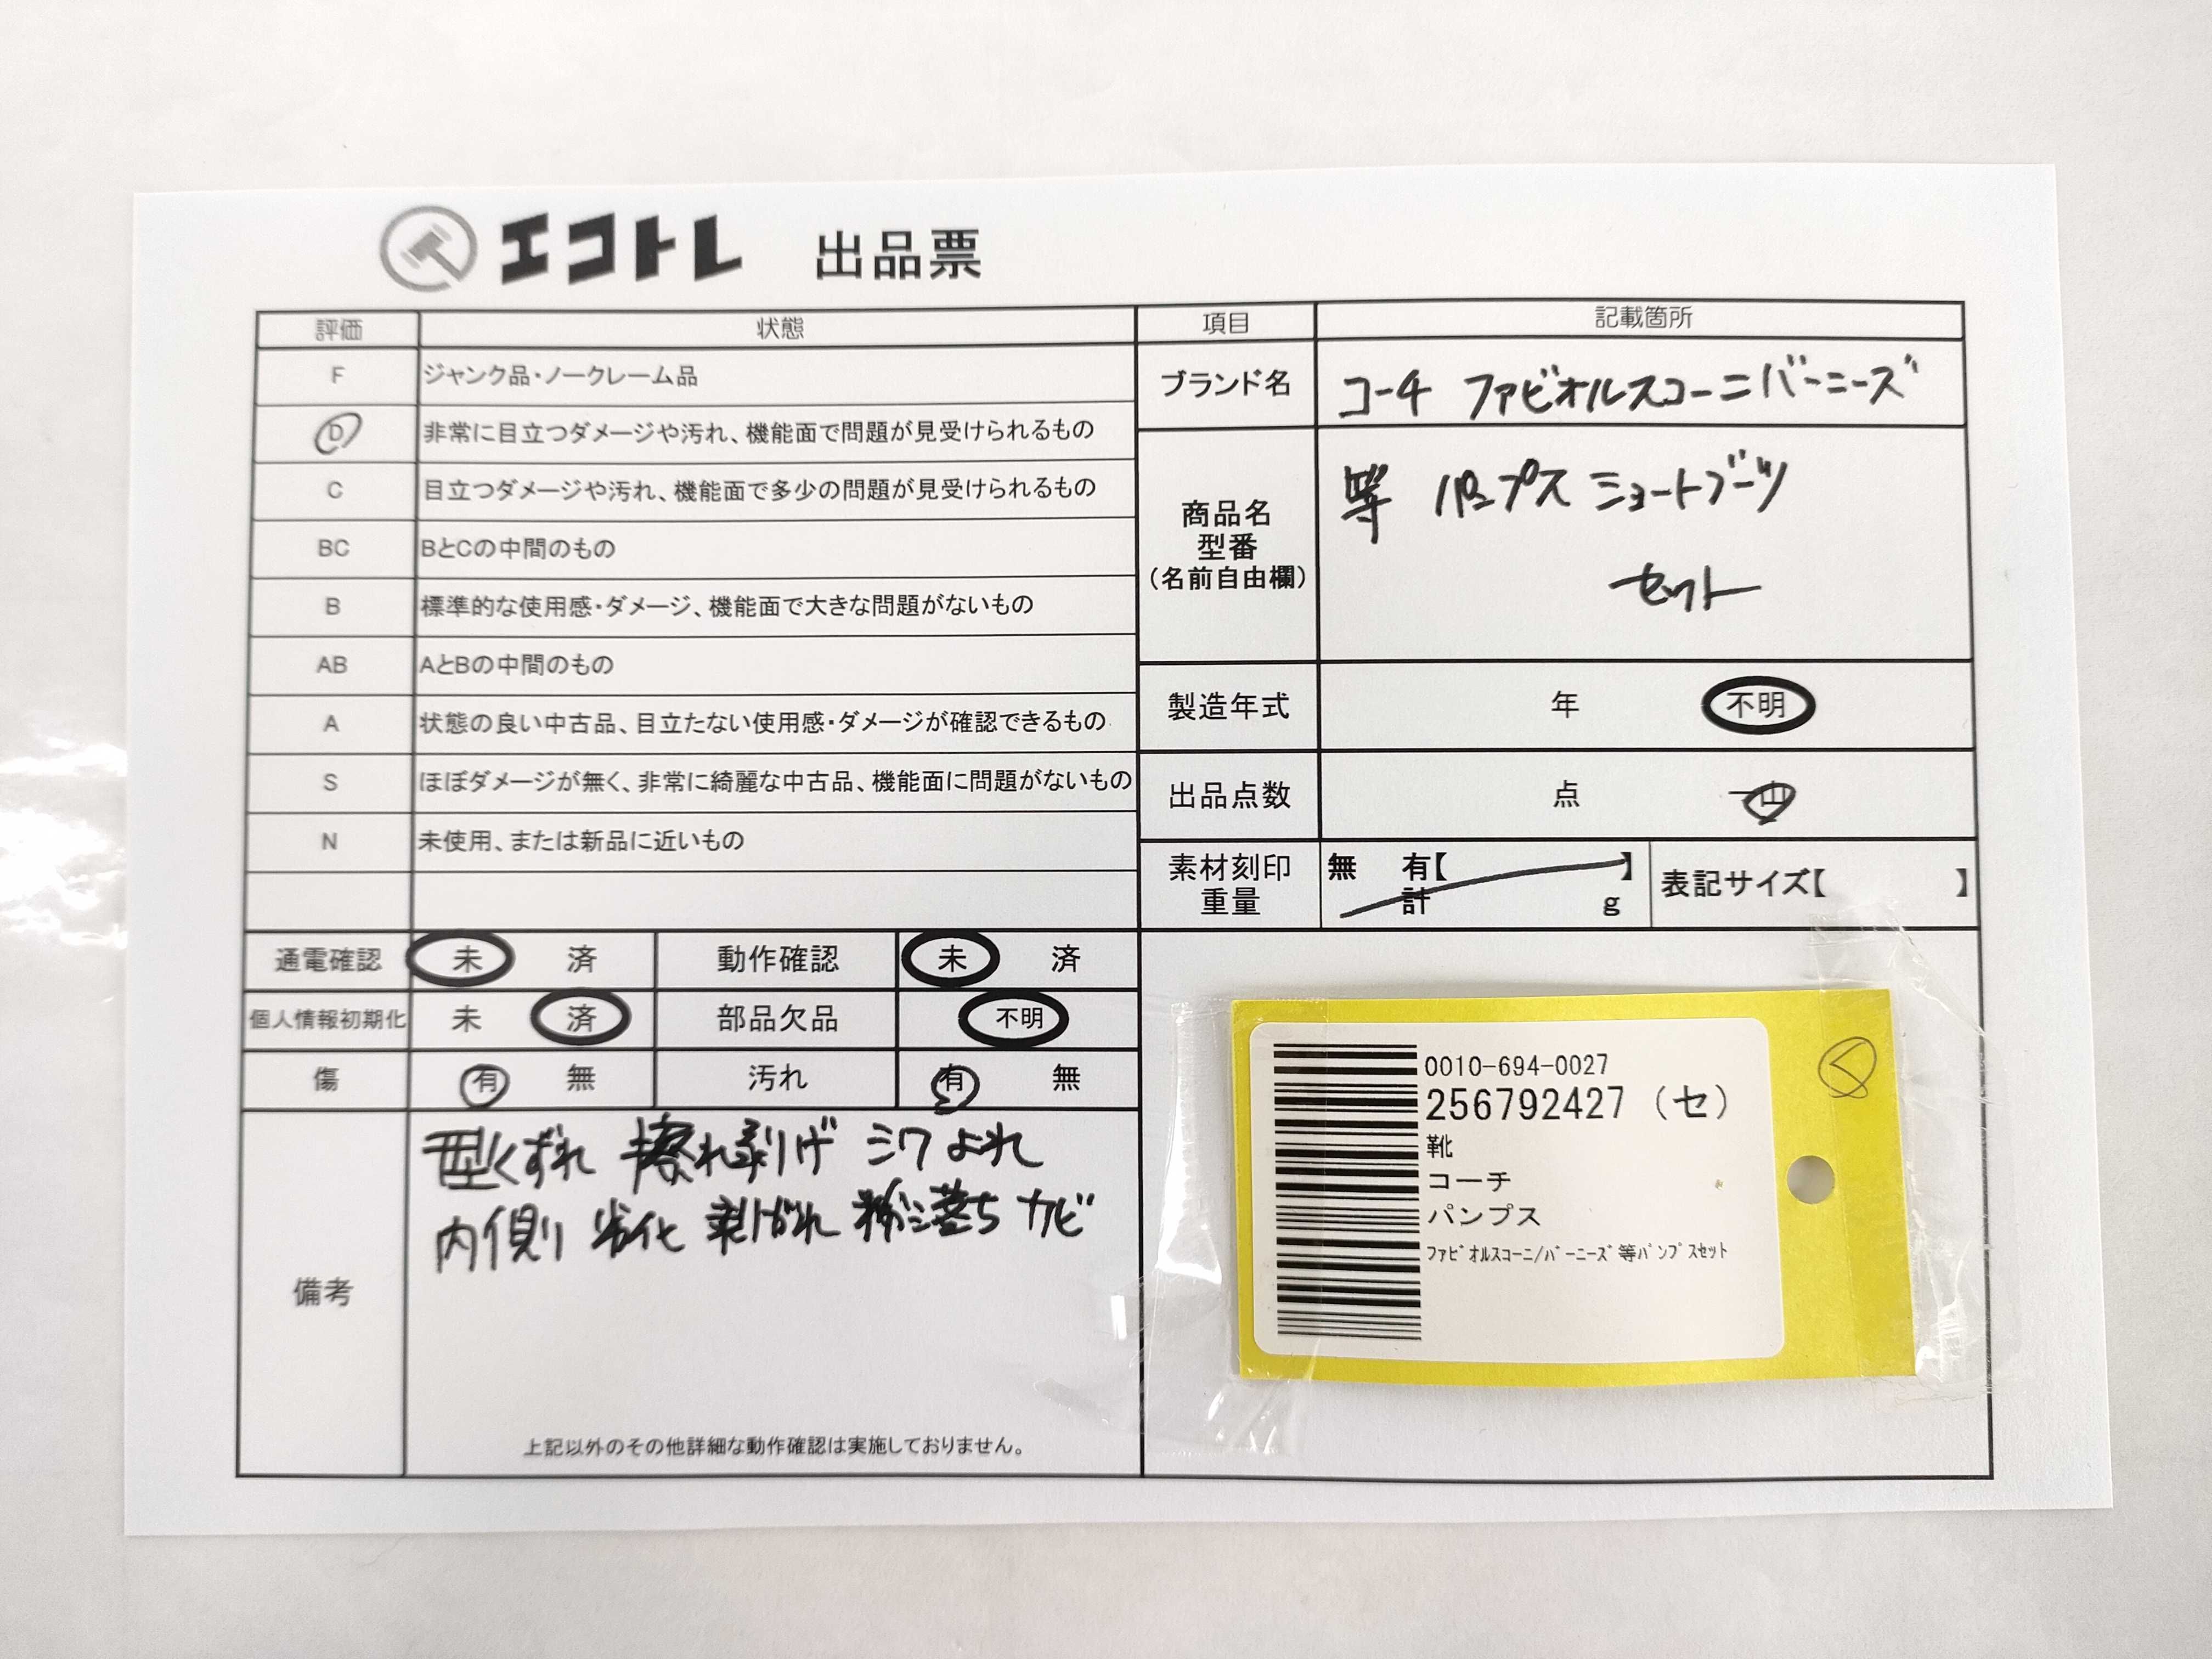 エコトレ 出品票
評価 状態
F ジャンク品・ノークレーム品
D 非常に目立つダメージや汚れ、機能面で問題が見受けられるもの
C 目立つダメージや汚れ、機能面で多少の問題が見受けられるもの
BC BとCの中間のもの
B 標準的な使用感・ダメージ、機能面で大きな問題がないもの
AB AとBの中間のもの
A 状態の良い中古品、目立たない使用感・ダメージが確認できるもの
S ほぼダメージが無く、非常に綺麗な中古品、機能面に問題がないもの
N 未使用、または新品に近いもの
通電確認 未 済 動作確認 未 済
個人情報初期化 未 済 部品欠品 不明
傷 有 無 汚れ 有 無
備考
型くずれ 擦れ剥げ シワ よれ
内側 劣化 剥がれ 粉落ち カビ
上記以外のその他詳細な動作確認は実施しておりません。
項目 記載箇所
ブランド名 コーチ ファビオルスコーニ バーニーズ
商品名
型番
(名前自由欄)
等 パンプス ショートブーツ
セット
製造年式 年 不明
出品点数 点 一山
素材刻印 無 有【 】
重量 計 g
表記サイズ【 】
0010-694-0027
256792427 (セ)
靴
コーチ
パンプス
ﾌｧﾋﾞｵﾙｽｺｰﾆ/ﾊﾞｰﾆｰｽﾞ等ﾊﾟﾝﾌﾟｽｾｯﾄ